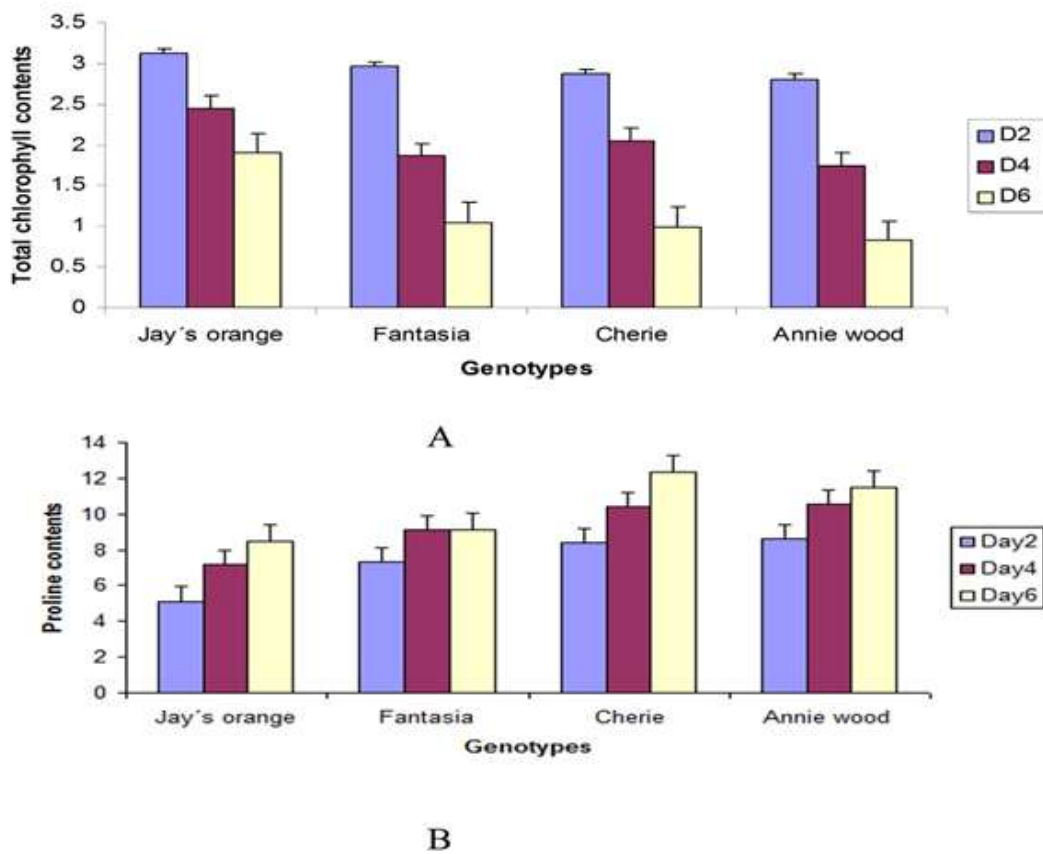 3.5
3
2.5
2
1.5
1
0.5
0
Total chlorophyll contents
Jay´s orange Fantasia Cherie Annie wood
Genotypes
D2
D4
D6
A
14
12
10
8
6
4
2
0
Proline contents
Jay´s orange Fantasia Cherie Annie wood
Genotypes
Day2
Day4
Day6
B